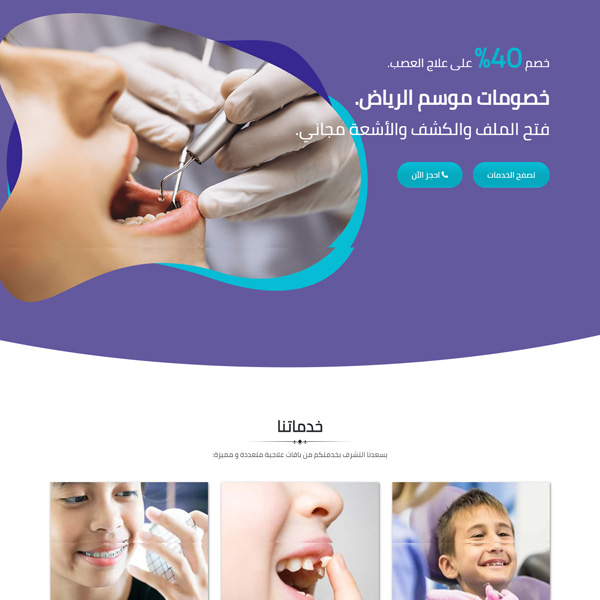 خصم 40% على علاج العصب.
خصومات موسم الرياض.
فتح الملف والكشف والأشعة مجاني.
تصفح الخدمات
احجز الآن
خدماتنا
يسعدنا التشرف بخدمتكم من باقات علاجية متعددة و مميزة: